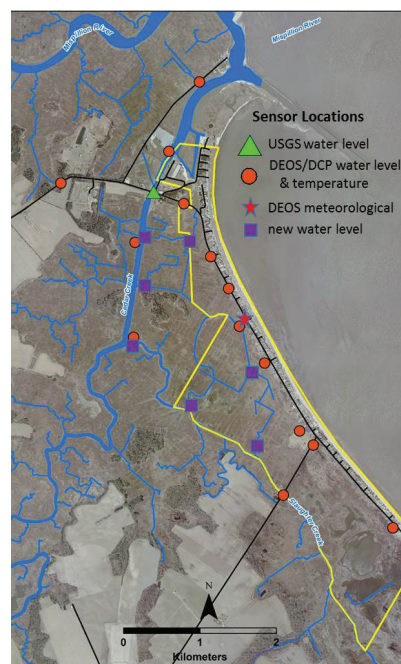 Mispillion River
Mispillion River
Sensor Locations
USGS water level
DEOS/DCP water level
& temperature
DEOS meteorological
new water level
Cedar Creek
Slaughter Creek
N
0 1 2
Kilometers